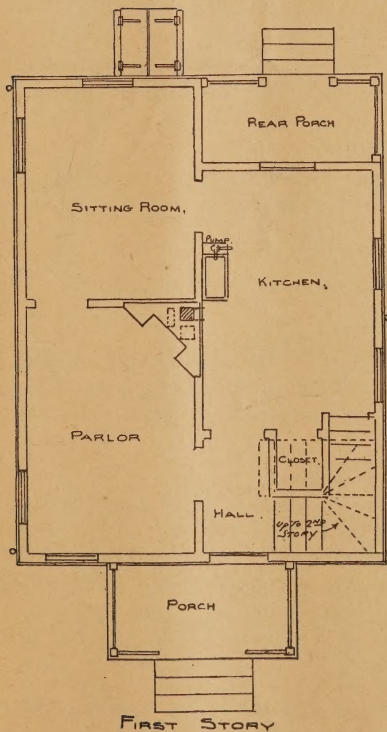 REAR PORCH
SITTING ROOM,
PUMP.
KITCHEN,
PARLOR
CLOSET.
HALL.
UP TO 2ND
STORY
PORCH
FIRST STORY